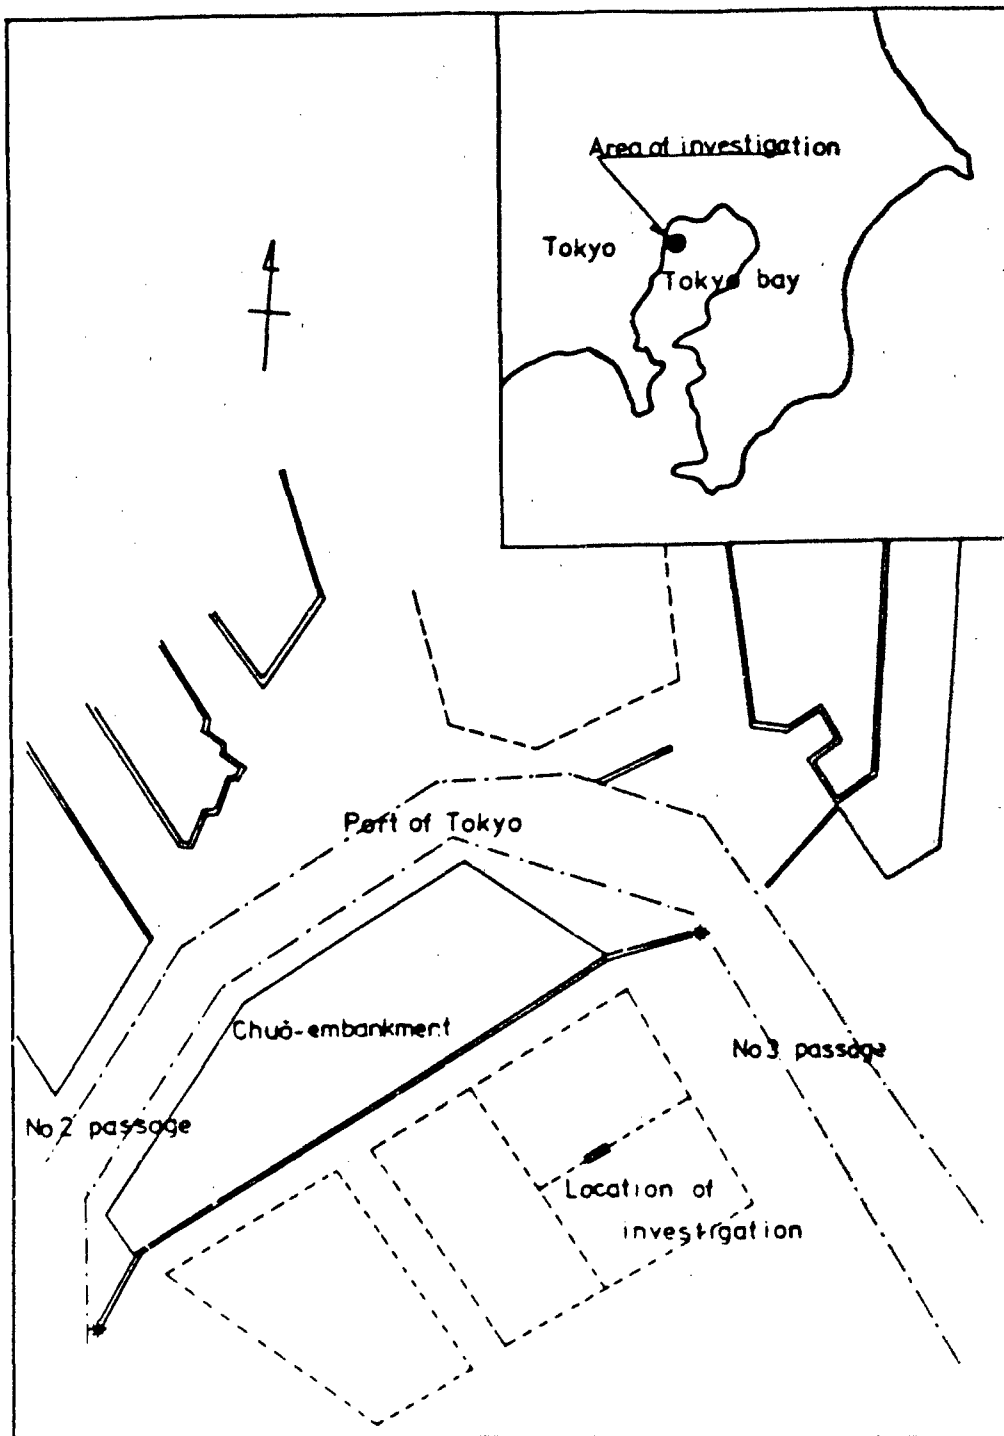 Area of investigation
Tokyo
Tokyo bay
Port of Tokyo
Chuō-embankment
No 3 passage
No 2 passage
Location of
investigation